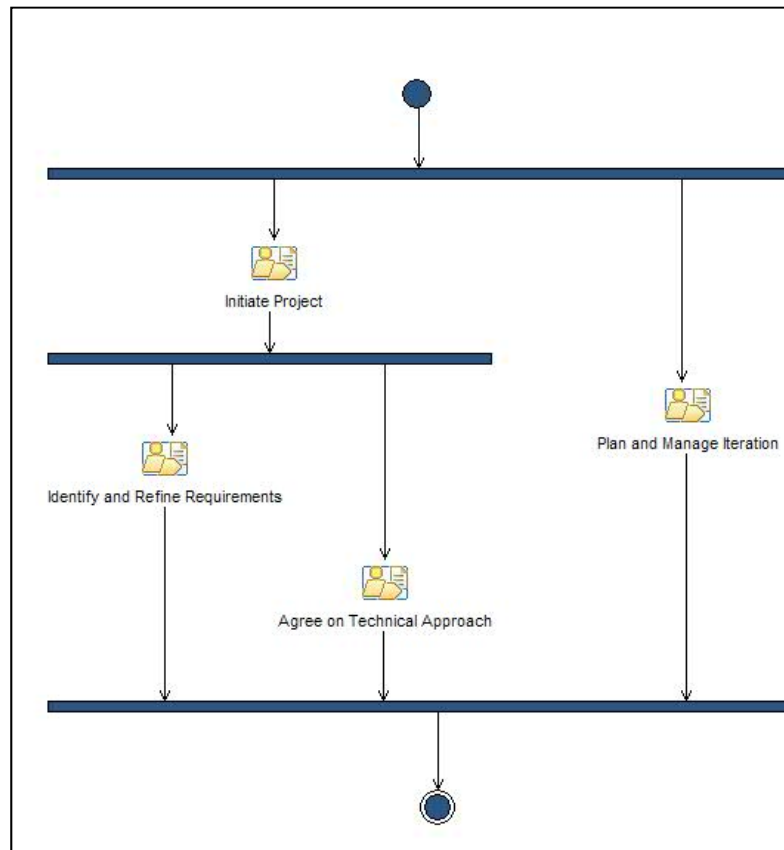 Initiate Project
Plan and Manage Iteration
Identify and Refine Requirements
Agree on Technical Approach